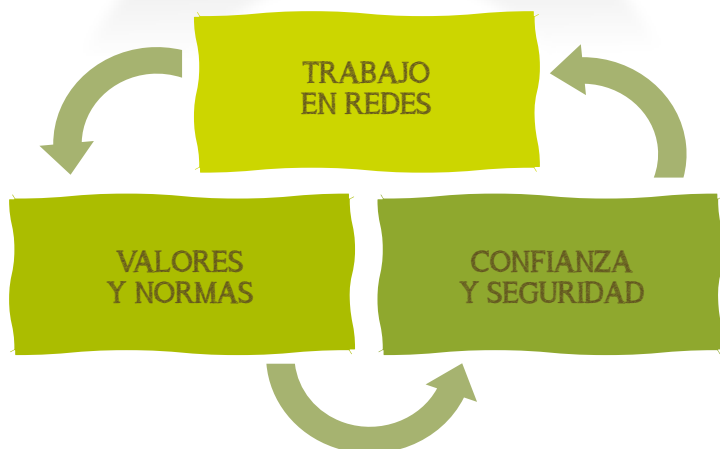 TRABAJO
EN REDES
VALORES
Y NORMAS
CONFIANZA
Y SEGURIDAD